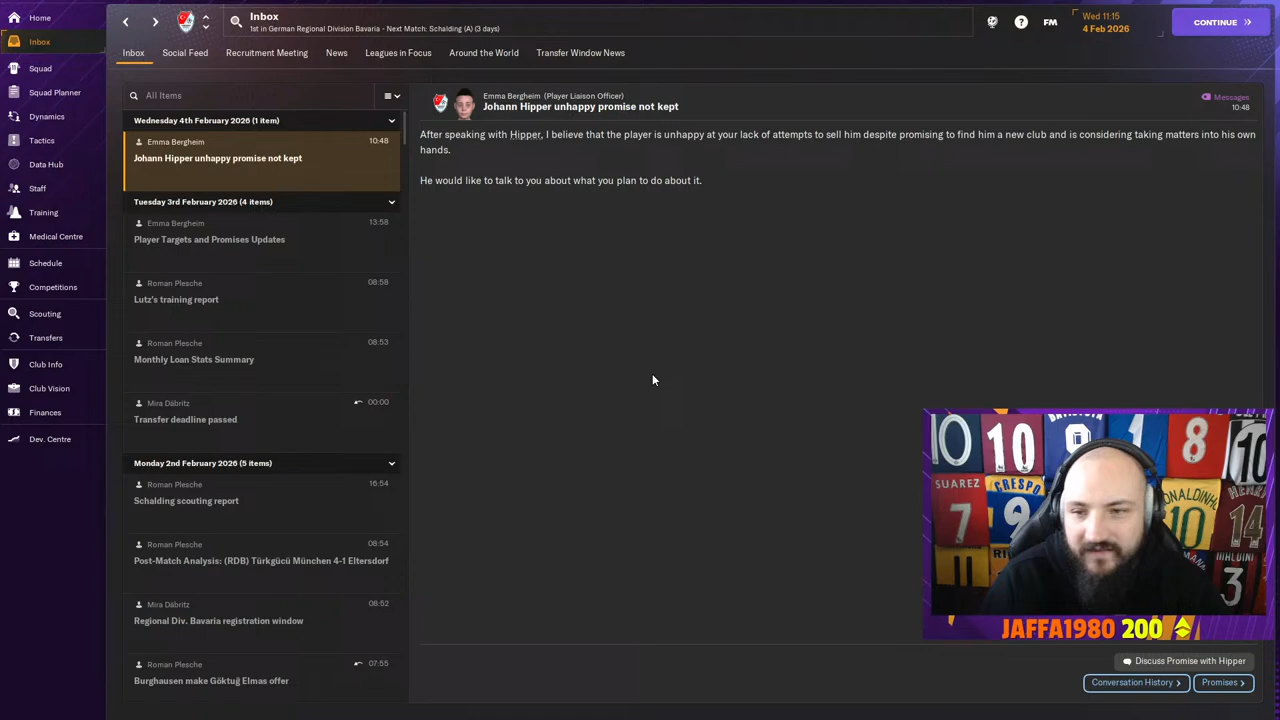 Home
Inbox
Squad
Squad Planner
Dynamics
Tactics
Data Hub
Staff
Training
Medical Centre
Schedule
Competitions
Scouting
Transfers
Club Info
Club Vision
Finances
Dev. Centre
Inbox
1st in German Regional Division Bavaria - Next Match: Schalding (A) (3 days)
?
FM
Wed 11:15
4 Feb 2026
CONTINUE
Inbox
Social Feed
Recruitment Meeting
News
Leagues in Focus
Around the World
Transfer Window News
All Items
Wednesday 4th February 2026 (1 item)
Emma Bergheim 10:48
Johann Hipper unhappy promise not kept
Tuesday 3rd February 2026 (4 items)
Emma Bergheim 13:58
Player Targets and Promises Updates
Roman Plesche 08:58
Lutz's training report
Roman Plesche 08:53
Monthly Loan Stats Summary
Mira Däbritz 00:00
Transfer deadline passed
Monday 2nd February 2026 (5 items)
Roman Plesche 16:54
Schalding scouting report
Roman Plesche 08:54
Post-Match Analysis: (RDB) Türkgücü München 4-1 Eltersdorf
Mira Däbritz 08:52
Regional Div. Bavaria registration window
Roman Plesche 07:55
Burghausen make Göktuğ Elmas offer
Emma Bergheim (Player Liaison Officer)
Johann Hipper unhappy promise not kept
Messages
10:48
After speaking with Hipper, I believe that the player is unhappy at your lack of attempts to sell him despite promising to find him a new club and is considering taking matters into his own
hands.
He would like to talk to you about what you plan to do about it.
10
10
8
10
SUAREZ
7
CRESPO
9
10
14
11
3
JAFFA1980 200
Discuss Promise with Hipper
Conversation History
Promises